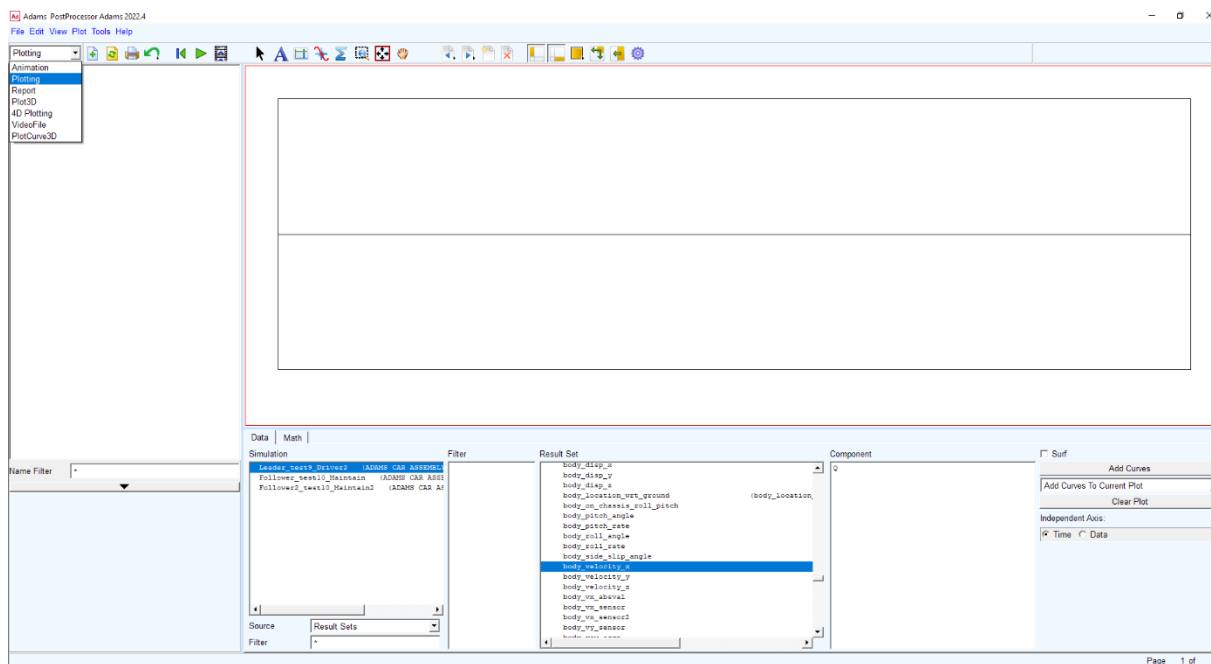 As Adams PostProcessor Adams 2022.4
File Edit View Plot Tools Help
Plotting
Animation
Plotting
Report
Plot3D
4D Plotting
VideoFile
PlotCurve3D
Name Filter *
Data Math
Simulation
Leader_test9_Driver2 (ADAMS CAR ASSEMBL
Follower_test10_Maintain (ADAMS CAR ASSE
Follower2_test10_Maintain2 (ADAMS CAR AS
Source Result Sets
Filter *
Filter
Result Set
body_disp_x
body_disp_y
body_disp_z
body_location_wrt_ground (body_location_
body_on_chassis_roll_pitch
body_pitch_angle
body_pitch_rate
body_roll_angle
body_roll_rate
body_side_slip_angle
body_velocity_x
body_velocity_y
body_velocity_z
body_vx_absval
body_vx_sensor
body_vx_sensor2
body_vy_sensor
Component
Q
Surf
Add Curves
Add Curves To Current Plot
Clear Plot
Independent Axis:
Time Data
Page 1 of